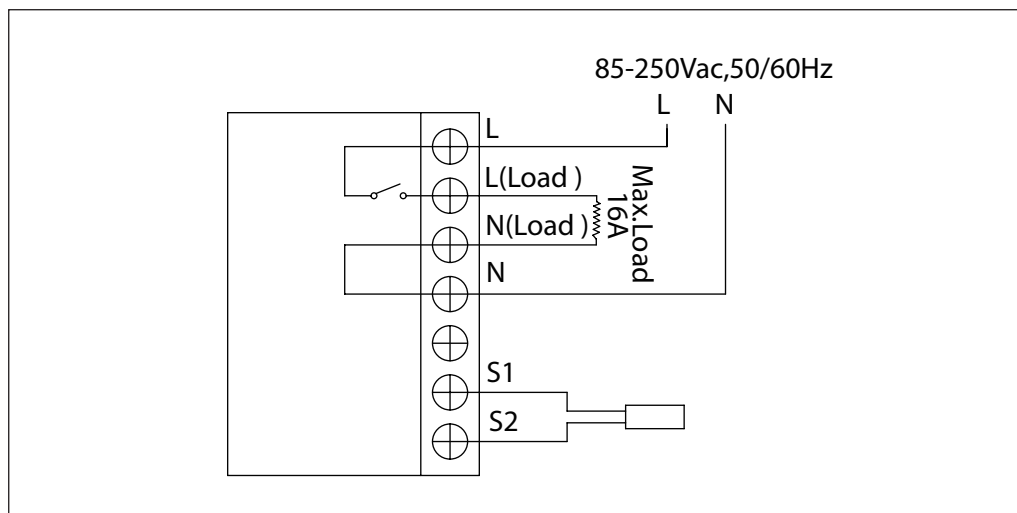 85-250Vac,50/60Hz
L N
L
L(Load )
N(Load )
Max.Load
16A
N
S1
S2